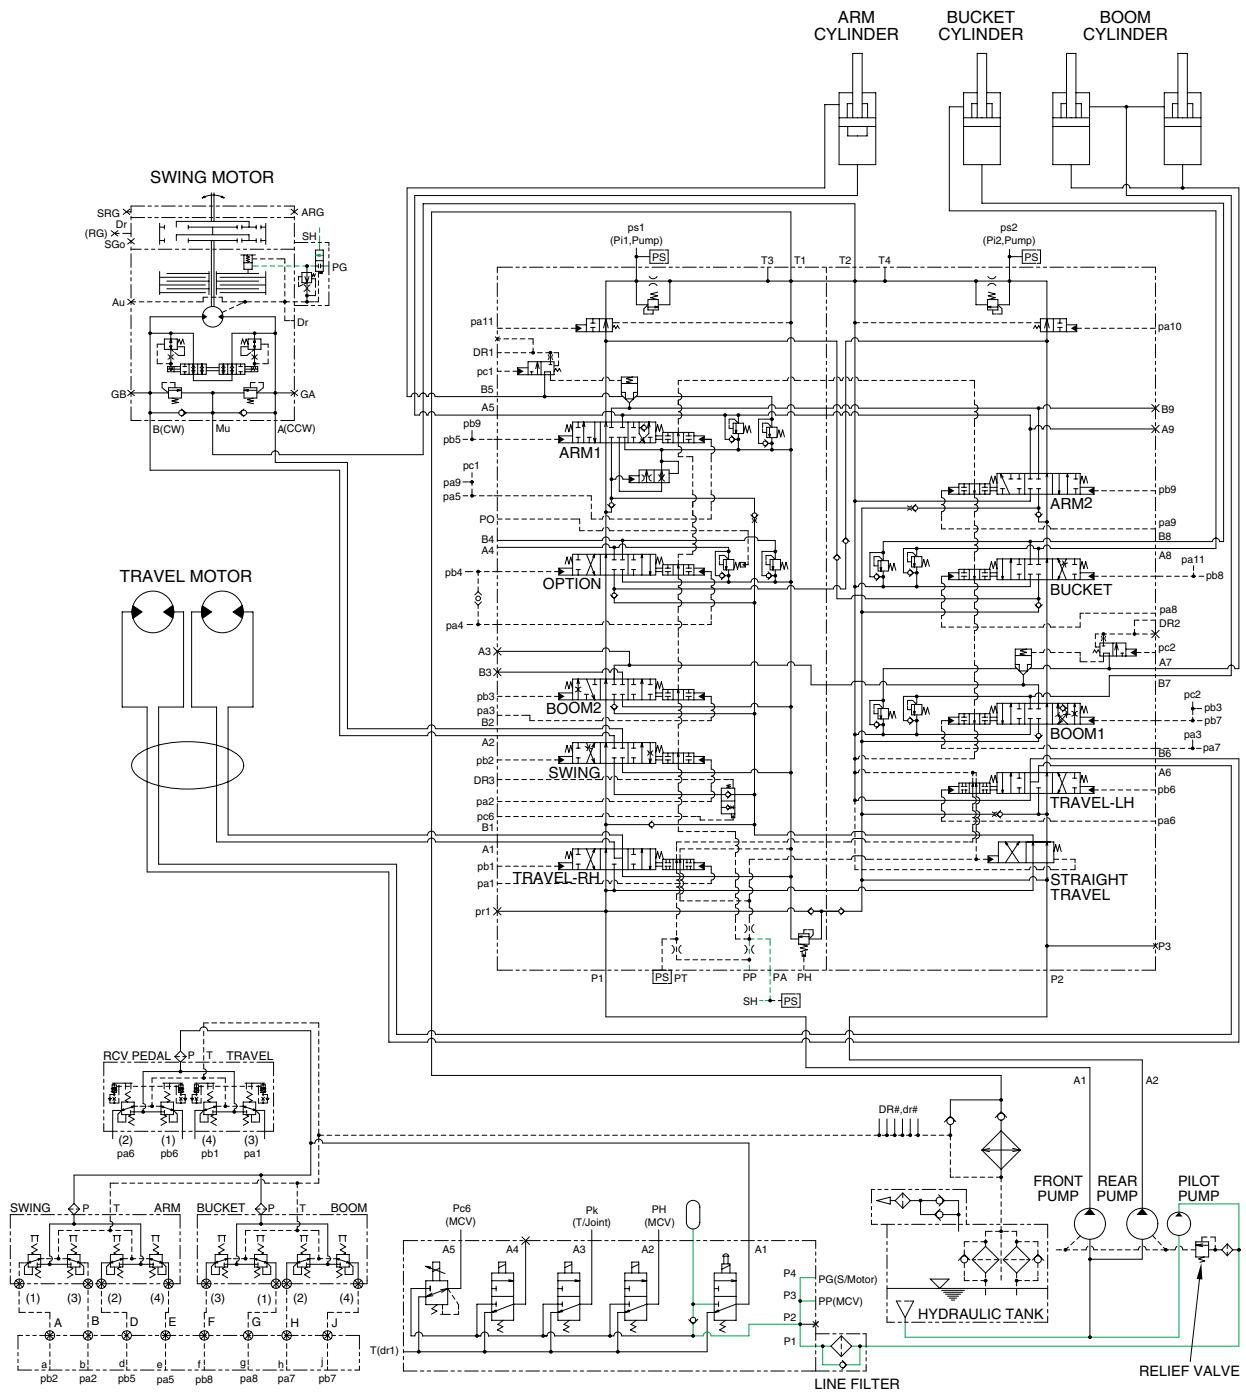 ARM
CYLINDER
BUCKET
CYLINDER
BOOM
CYLINDER
SWING MOTOR
SRG
ARG
Dr
(RG)
SGo
SH
PG
Au
Dr
GB
GA
B(CW)
Mu
A(CCW)
ps1
(Pi1,Pump)
PS
T3
T1
T2
T4
ps2
(Pi2,Pump)
PS
pa11
DR1
pc1
B5
A5
pb9
pb5
ARM1
pc1
pa9
pa5
PO
B4
A4
pb4
OPTION
pa4
A3
B3
pb3
pa3
BOOM2
B2
A2
pb2
SWING
DR3
pa2
pc6
B1
A1
pb1
TRAVEL-RH
pa1
pr1
pa10
B9
A9
pb9
ARM2
pa9
B8
A8
pa11
pb8
BUCKET
pa8
DR2
pc2
A7
B7
pc2
pb3
pb7
BOOM1
pa3
pa7
B6
A6
pb6
TRAVEL-LH
pa6
STRAIGHT
TRAVEL
P3
P1
PS
PT
PP
PA
PH
P2
SH
PS
TRAVEL MOTOR
RCV PEDAL
P
T
TRAVEL
(2)
(1)
(4)
(3)
pa6
pb6
pb1
pa1
SWING
P
T
ARM
BUCKET
P
T
BOOM
(1)
(3)
(2)
(4)
(3)
(1)
(2)
(4)
A
B
D
E
F
G
H
J
a
b
d
e
f
g
h
j
pb2
pa2
pb5
pa5
pb8
pa8
pa7
pb7
Pc6
(MCV)
Pk
(T/Joint)
PH
(MCV)
A5
A4
A3
A2
A1
T(dr1)
P4
PG(S/Motor)
P3
PP(MCV)
P2
P1
LINE FILTER
DR#,dr#
A1
A2
FRONT
PUMP
REAR
PUMP
PILOT
PUMP
HYDRAULIC TANK
RELIEF VALVE